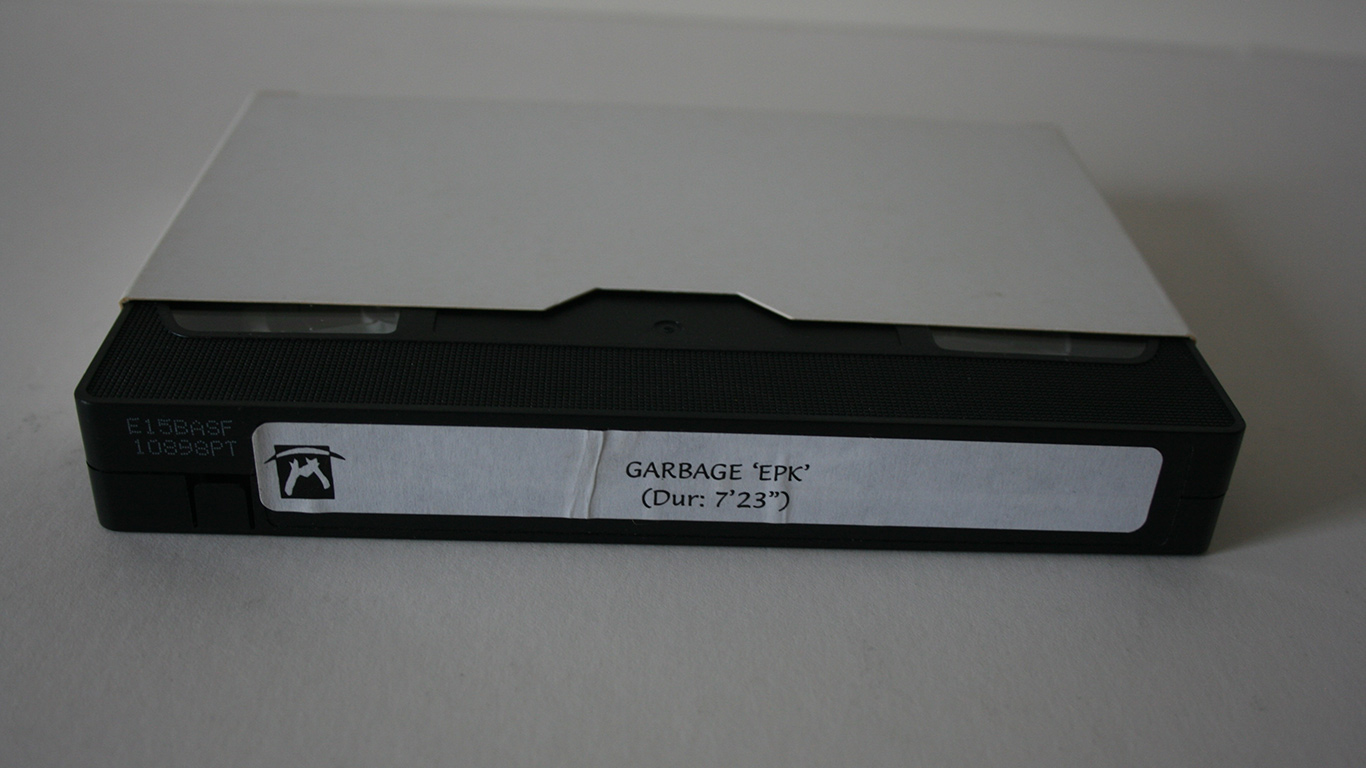 E15BASF
10898PT
GARBAGE ‘EPK’
(Dur: 7’23”)